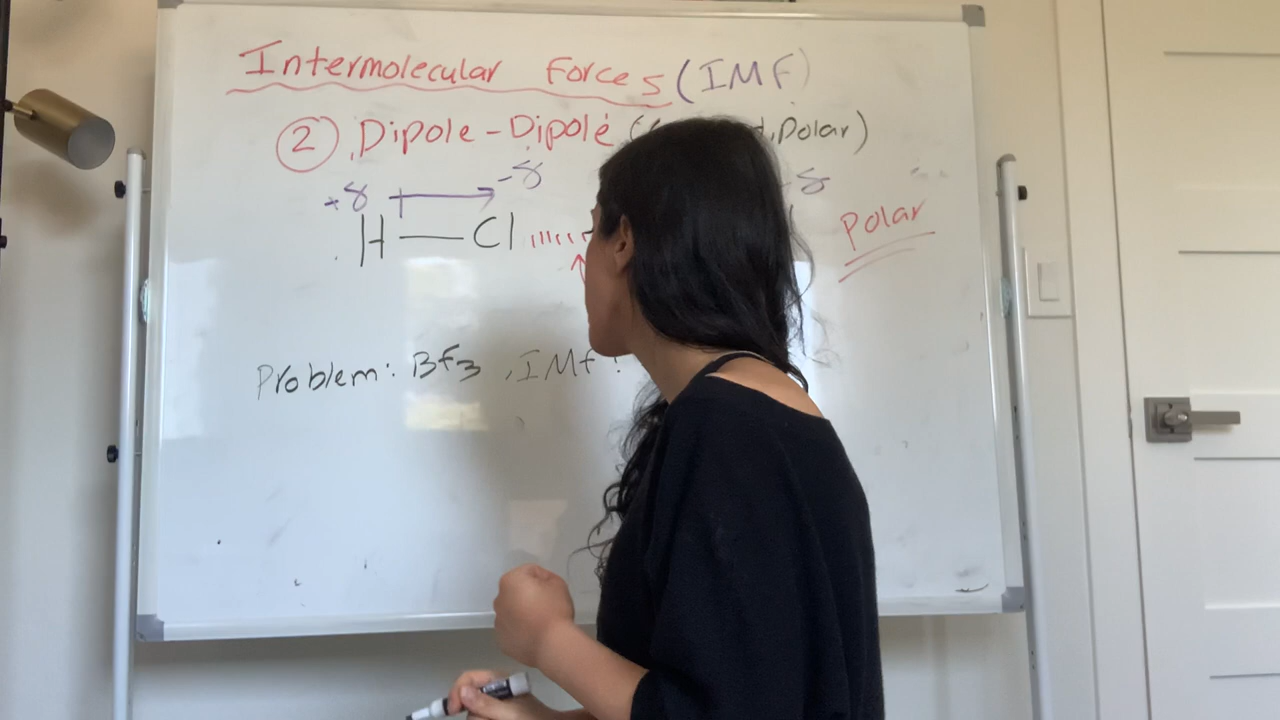 Intermolecular Forces (IMF)
② Dipole-Dipole ( , Polar)
+δ -δ -δ
H — Cl Polar
Problem: BF3, IMF?